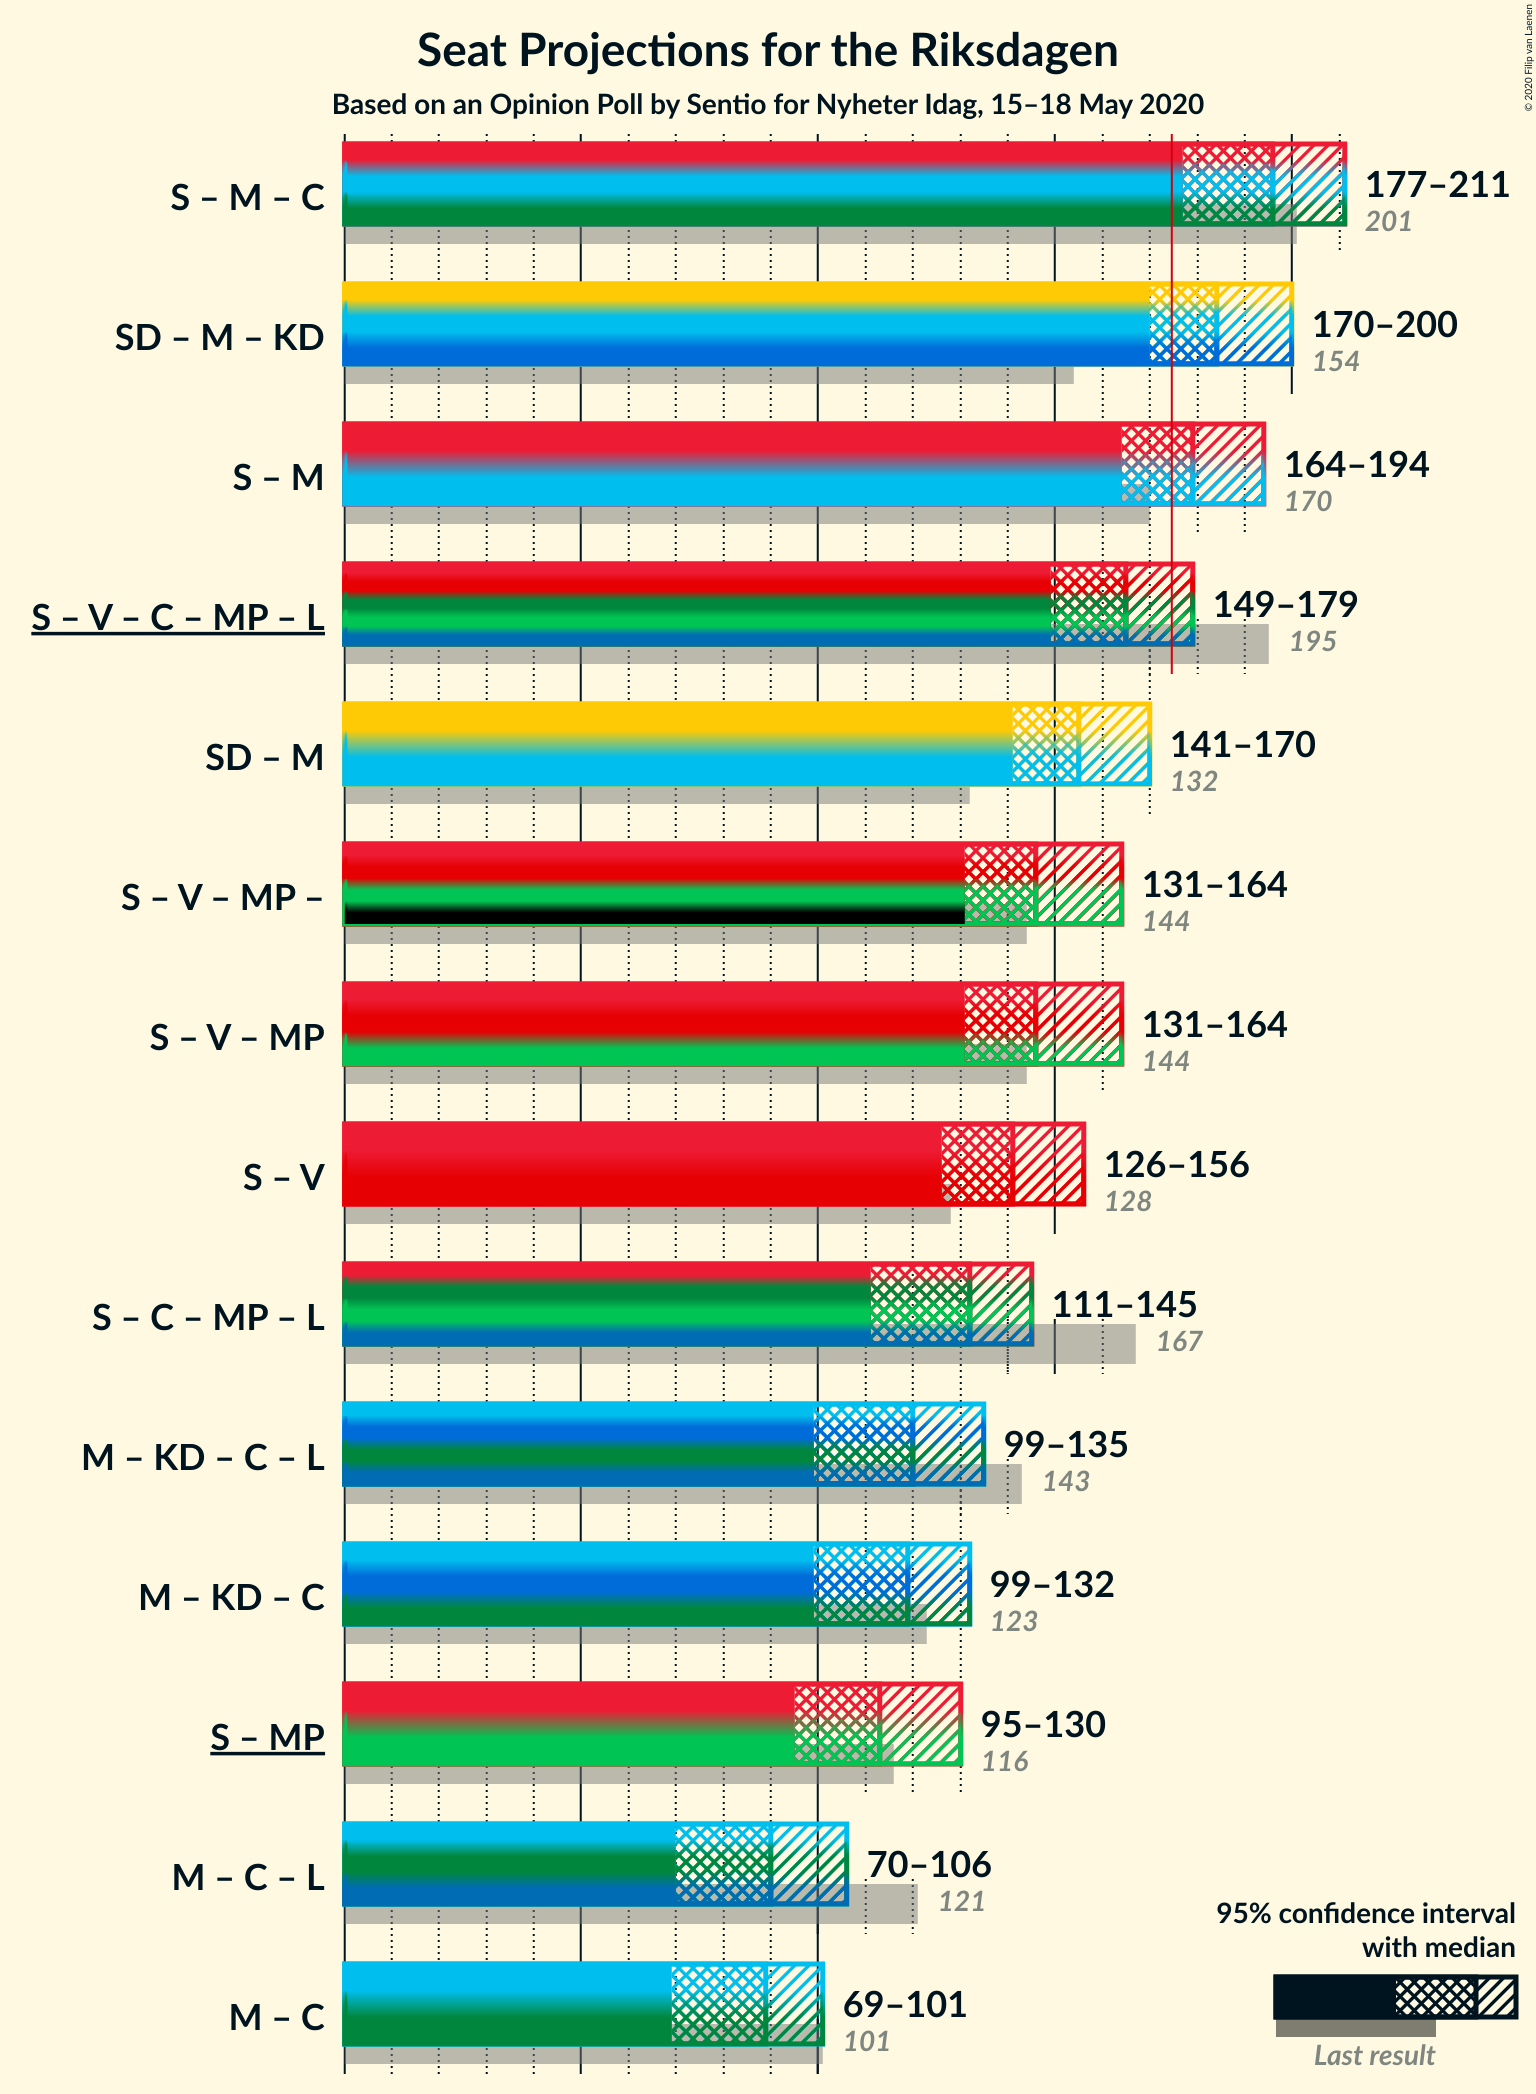 Seat Projections for the Riksdagen
Based on an Opinion Poll by Sentio for Nyheter Idag, 15–18 May 2020
© 2020 Filip van Laenen
S – M – C
177–211
201
SD – M – KD
170–200
154
S – M
164–194
170
S – V – C – MP – L
149–179
195
SD – M
141–170
132
S – V – MP –
131–164
144
S – V – MP
131–164
144
S – V
126–156
128
S – C – MP – L
111–145
167
M – KD – C – L
99–135
143
M – KD – C
99–132
123
S – MP
95–130
116
M – C – L
70–106
121
M – C
69–101
101
95% confidence interval
with median
Last result